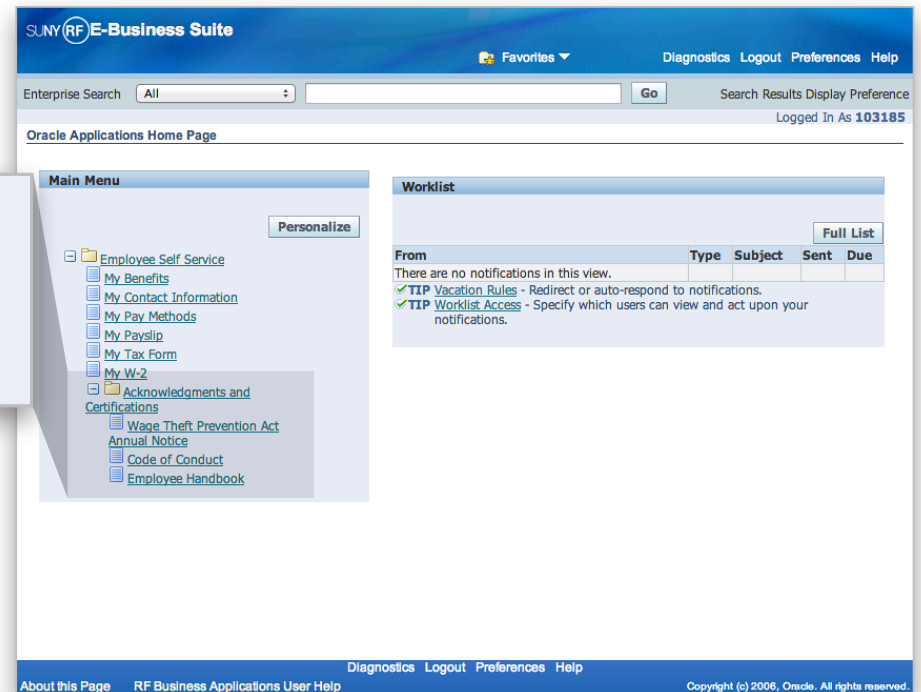 SUNY RF E-Business Suite
Favorites
Diagnostics Logout Preferences Help
Enterprise Search All Go Search Results Display Preference
Logged In As 103185
Oracle Applications Home Page
Main Menu
Personalize
Employee Self Service
My Benefits
My Contact Information
My Pay Methods
My Payslip
My Tax Form
My W-2
Acknowledgments and
Certifications
Wage Theft Prevention Act
Annual Notice
Code of Conduct
Employee Handbook
Worklist
Full List
From Type Subject Sent Due
There are no notifications in this view.
TIP Vacation Rules - Redirect or auto-respond to notifications.
TIP Worklist Access - Specify which users can view and act upon your
notifications.
Diagnostics Logout Preferences Help
About this Page RF Business Applications User Help Copyright (c) 2006, Oracle. All rights reserved.